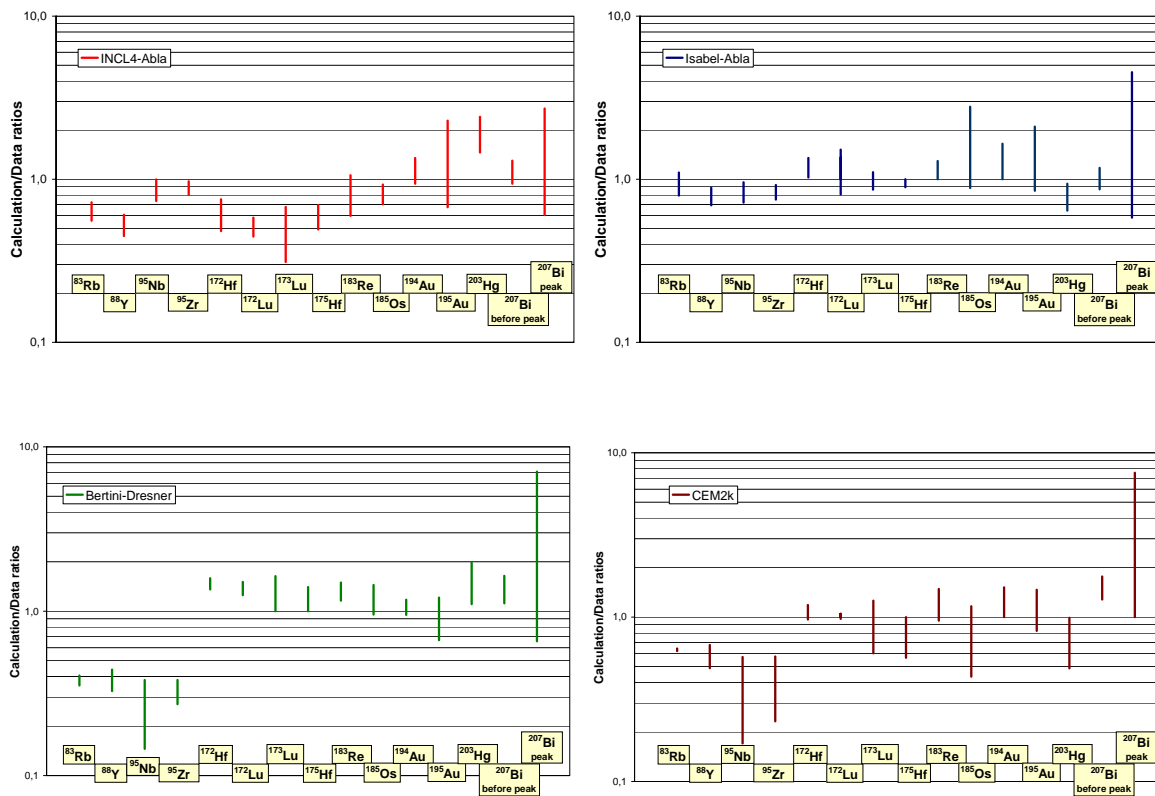 10,0
INCL4-Abla
Calculation/Data ratios
1,0
0,1
⁸³Rb
⁸⁸Y
⁹⁵Nb
⁹⁵Zr
¹⁷²Hf
¹⁷²Lu
¹⁷³Lu
¹⁷⁵Hf
¹⁸³Re
¹⁸⁵Os
¹⁹⁴Au
¹⁹⁵Au
²⁰³Hg
²⁰⁷Bi
before peak
²⁰⁷Bi
peak
10,0
Isabel-Abla
Calculation/Data ratios
1,0
0,1
⁸³Rb
⁸⁸Y
⁹⁵Nb
⁹⁵Zr
¹⁷²Hf
¹⁷²Lu
¹⁷³Lu
¹⁷⁵Hf
¹⁸³Re
¹⁸⁵Os
¹⁹⁴Au
¹⁹⁵Au
²⁰³Hg
²⁰⁷Bi
before peak
²⁰⁷Bi
peak
10,0
Bertini-Dresner
Calculation/Data ratios
1,0
0,1
⁸³Rb
⁸⁸Y
⁹⁵Nb
⁹⁵Zr
¹⁷²Hf
¹⁷²Lu
¹⁷³Lu
¹⁷⁵Hf
¹⁸³Re
¹⁸⁵Os
¹⁹⁴Au
¹⁹⁵Au
²⁰³Hg
²⁰⁷Bi
before peak
²⁰⁷Bi
peak
10,0
CEM2k
Calculation/Data ratios
1,0
0,1
⁸³Rb
⁸⁸Y
⁹⁵Nb
⁹⁵Zr
¹⁷²Hf
¹⁷²Lu
¹⁷³Lu
¹⁷⁵Hf
¹⁸³Re
¹⁸⁵Os
¹⁹⁴Au
¹⁹⁵Au
²⁰³Hg
²⁰⁷Bi
before peak
²⁰⁷Bi
peak